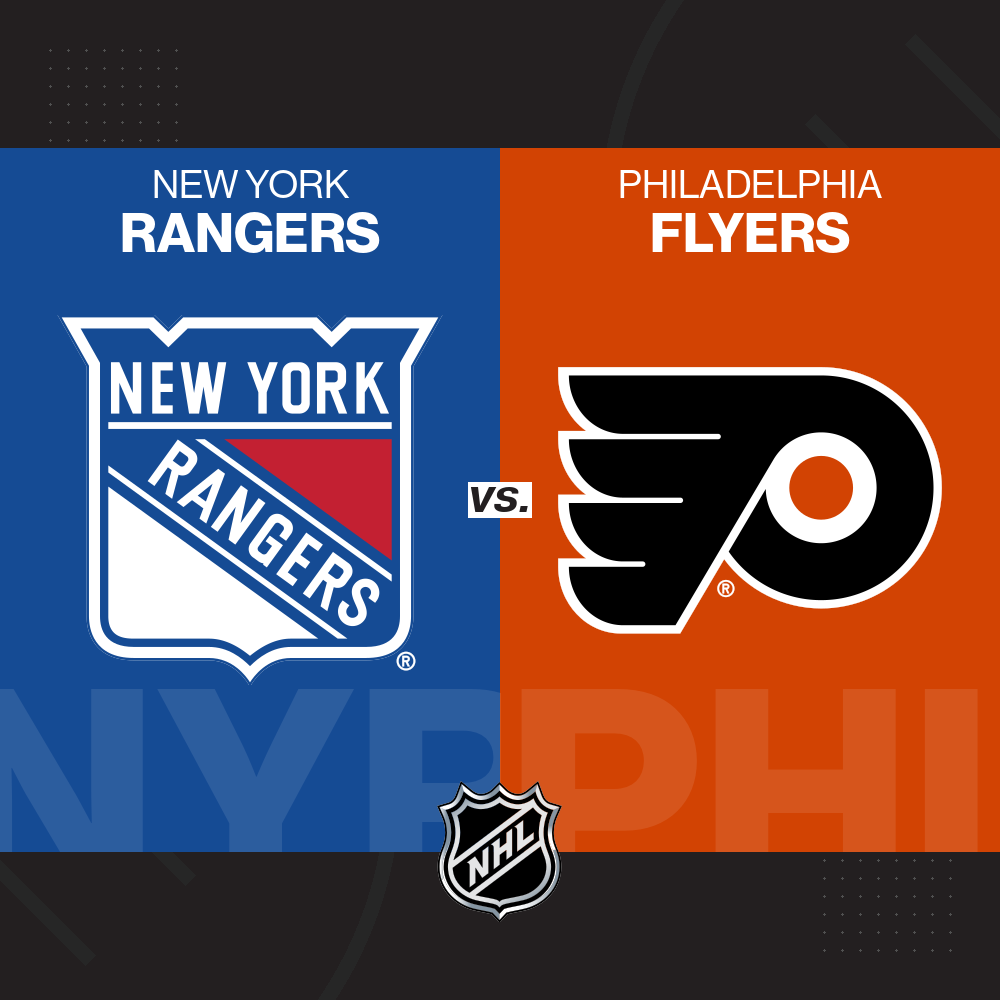 NEW YORK
RANGERS
PHILADELPHIA
FLYERS
NEW YORK
RANGERS
®
vs.
®
NYR
PHI
NHL